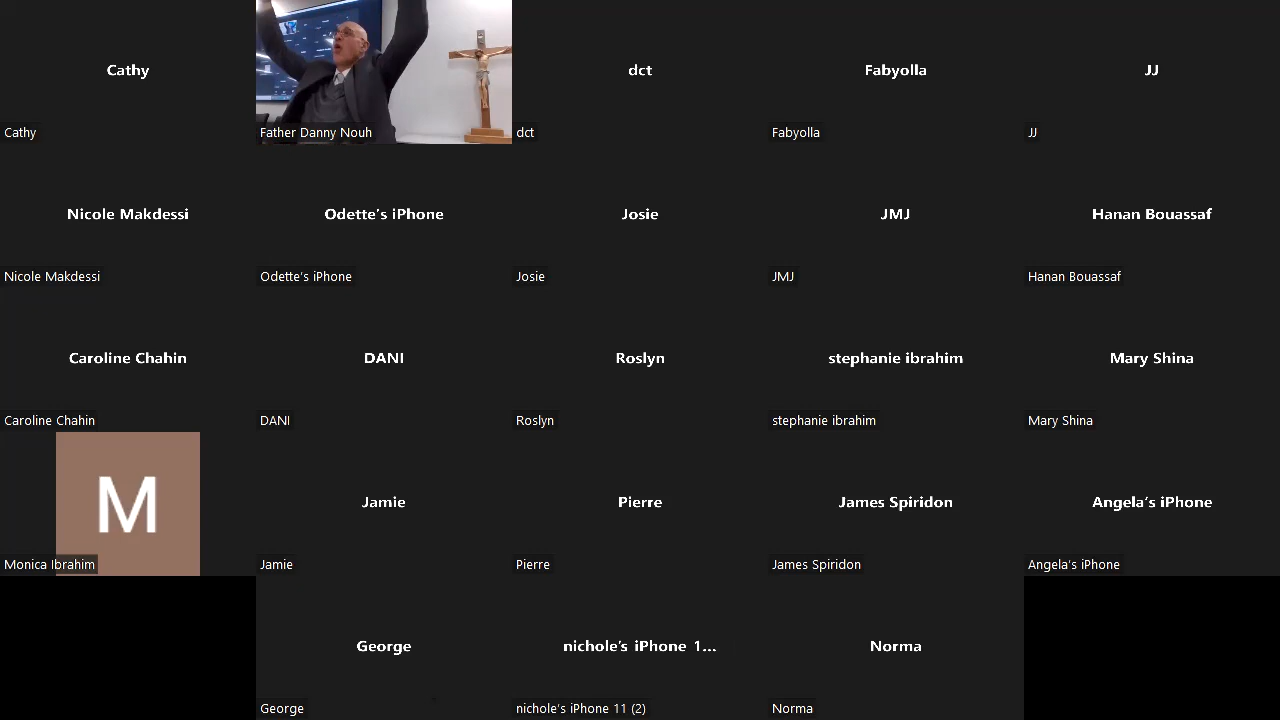 Cathy
Cathy
Father Danny Nouh
dct
dct
Fabyolla
Fabyolla
JJ
JJ
Nicole Makdessi
Nicole Makdessi
Odette's iPhone
Odette's iPhone
Josie
Josie
JMJ
JMJ
Hanan Bouassaf
Hanan Bouassaf
Caroline Chahin
Caroline Chahin
DANI
DANI
Roslyn
Roslyn
stephanie ibrahim
stephanie ibrahim
Mary Shina
Mary Shina
M
Monica Ibrahim
Jamie
Jamie
Pierre
Pierre
James Spiridon
James Spiridon
Angela's iPhone
Angela's iPhone
George
George
nichole's iPhone 1...
nichole's iPhone 11 (2)
Norma
Norma